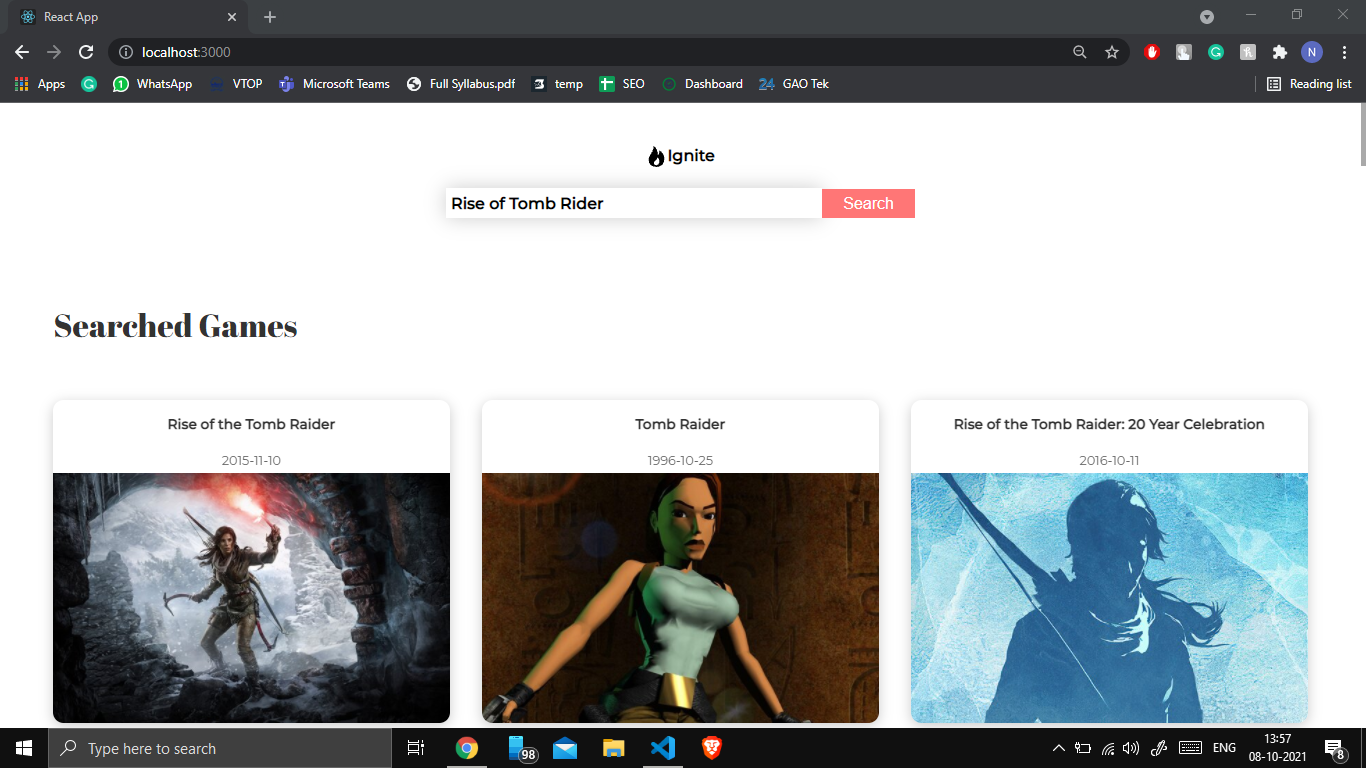 React App
localhost:3000
Apps
WhatsApp
VTOP
Microsoft Teams
Full Syllabus.pdf
temp
SEO
Dashboard
24 GAO Tek
Reading list
N
Ignite
Rise of Tomb Rider
Search
Searched Games
Rise of the Tomb Raider
2015-11-10
Tomb Raider
1996-10-25
Rise of the Tomb Raider: 20 Year Celebration
2016-10-11
Type here to search
98
ENG
13:57
08-10-2021
8